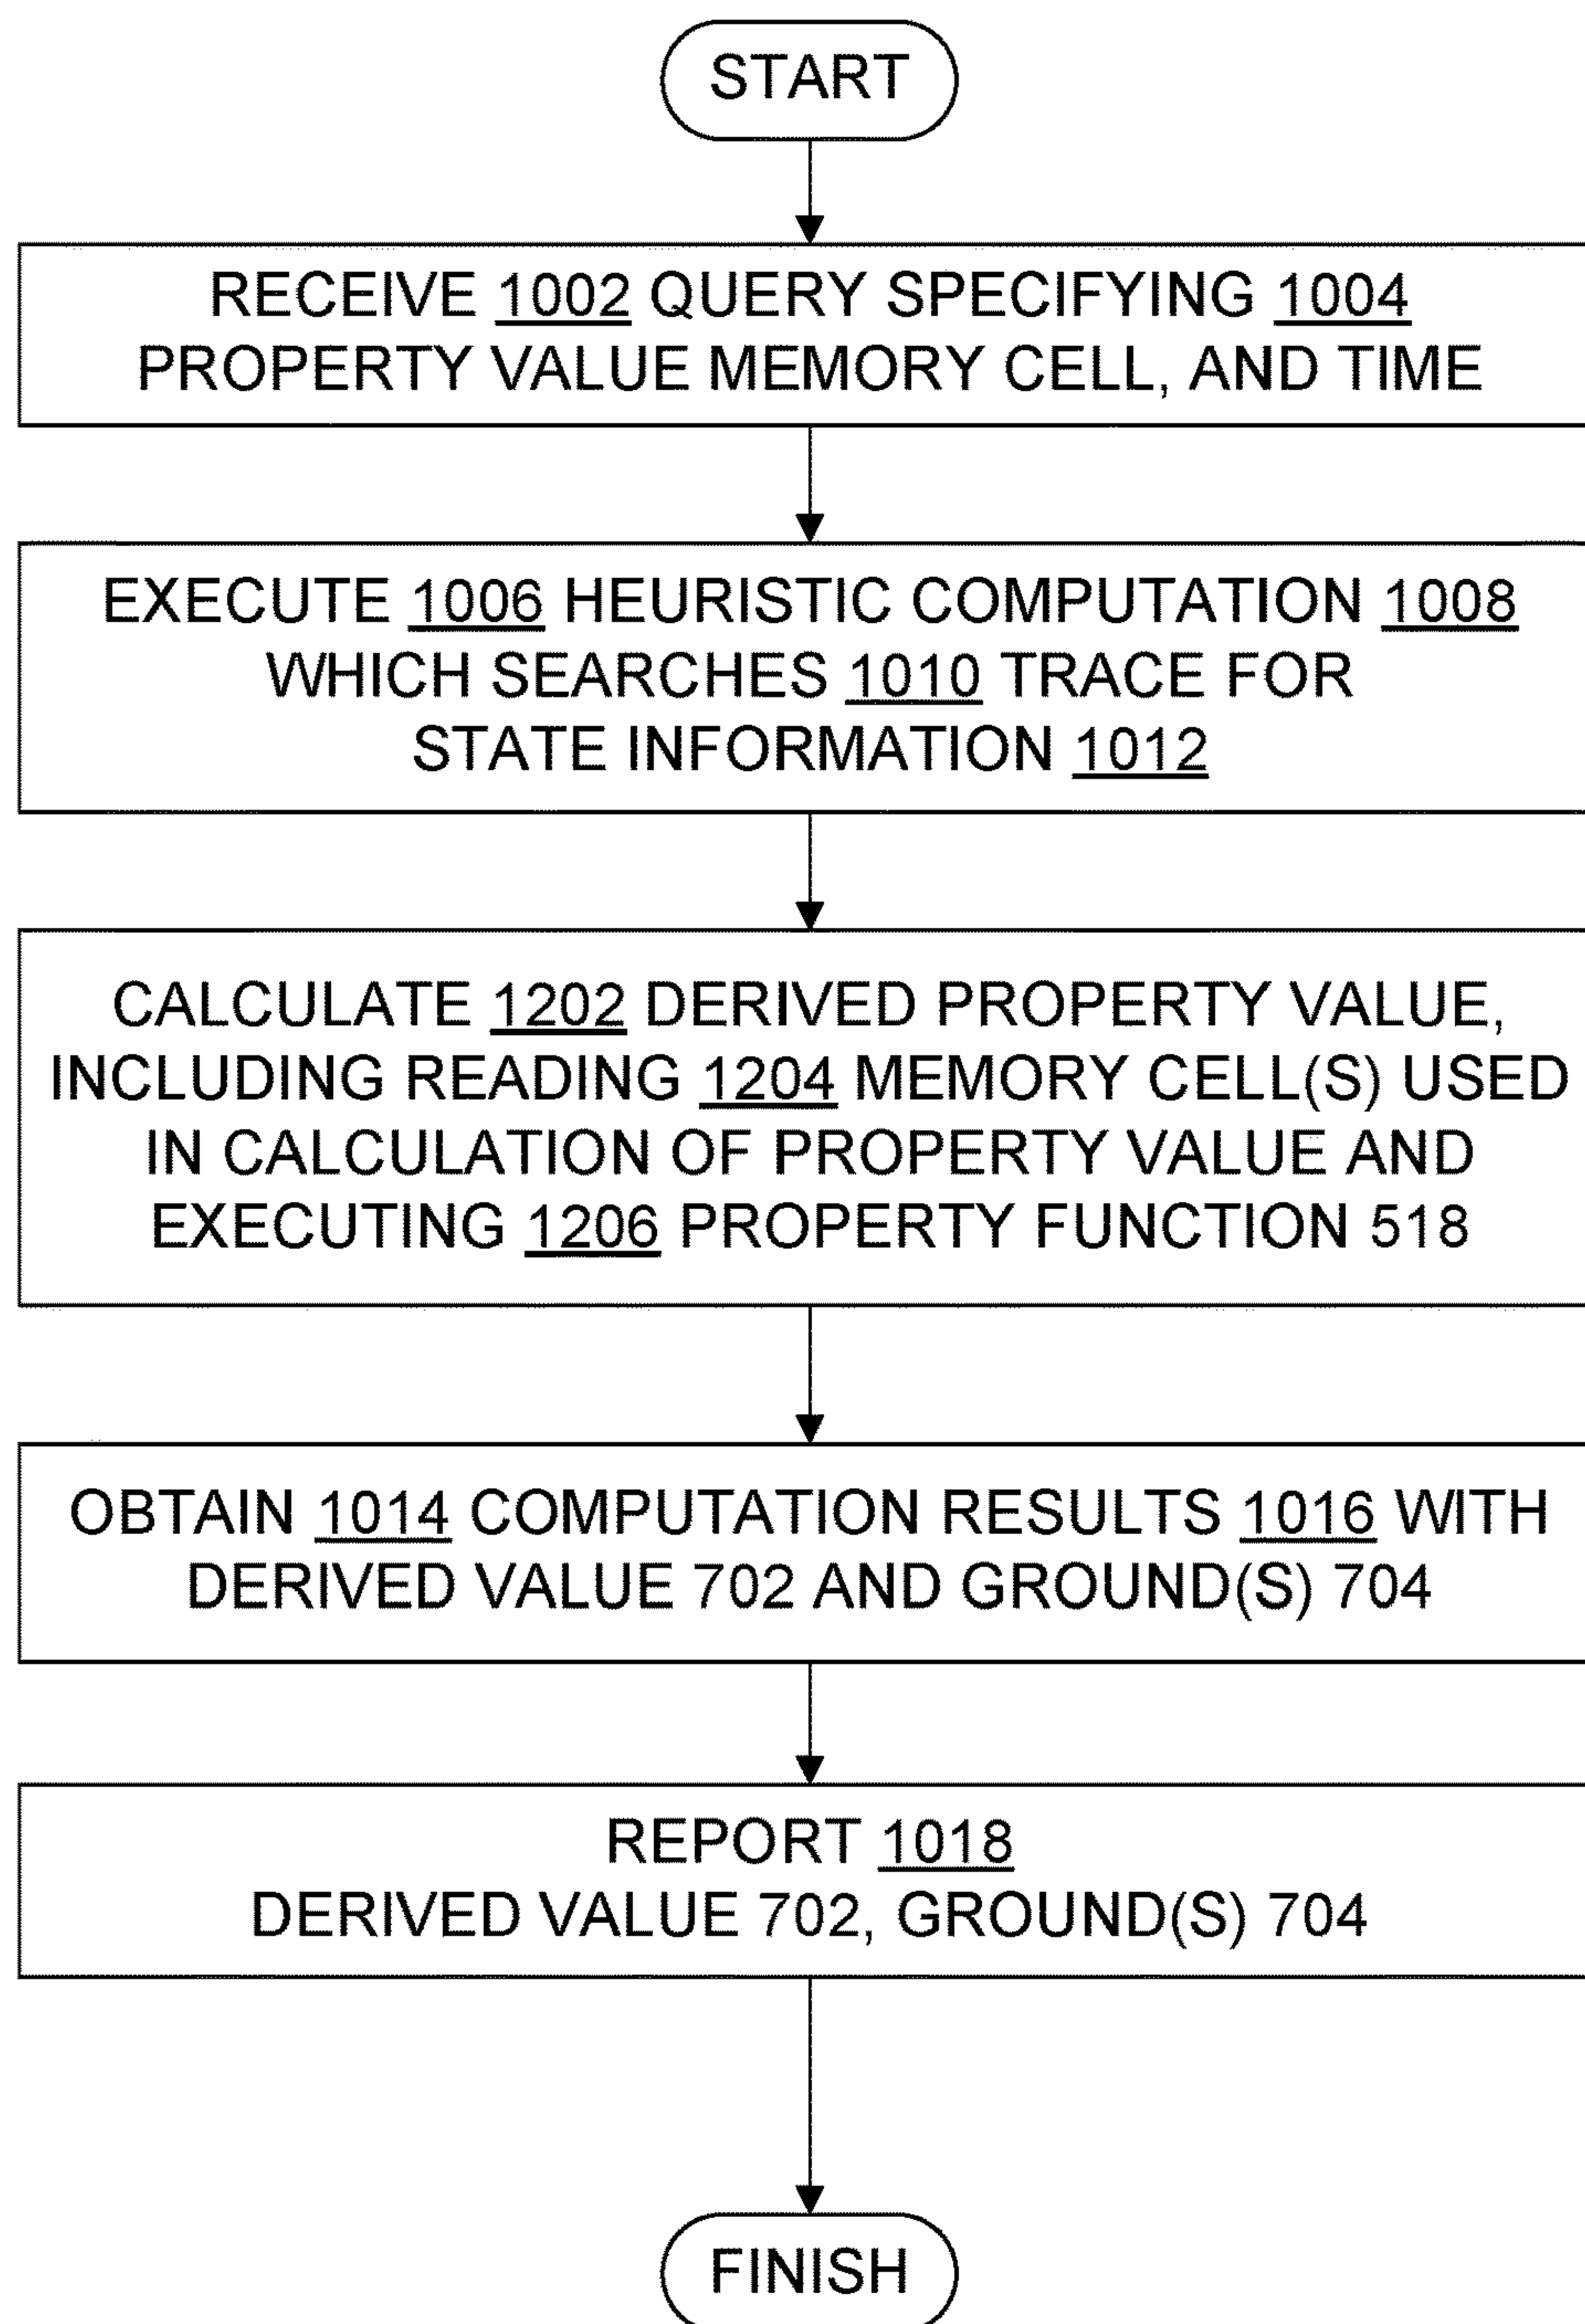 START
RECEIVE 1002 QUERY SPECIFYING 1004
PROPERTY VALUE MEMORY CELL, AND TIME
EXECUTE 1006 HEURISTIC COMPUTATION 1008
WHICH SEARCHES 1010 TRACE FOR
STATE INFORMATION 1012
CALCULATE 1202 DERIVED PROPERTY VALUE,
INCLUDING READING 1204 MEMORY CELL(S) USED
IN CALCULATION OF PROPERTY VALUE AND
EXECUTING 1206 PROPERTY FUNCTION 518
OBTAIN 1014 COMPUTATION RESULTS 1016 WITH
DERIVED VALUE 702 AND GROUND(S) 704
REPORT 1018
DERIVED VALUE 702, GROUND(S) 704
FINISH